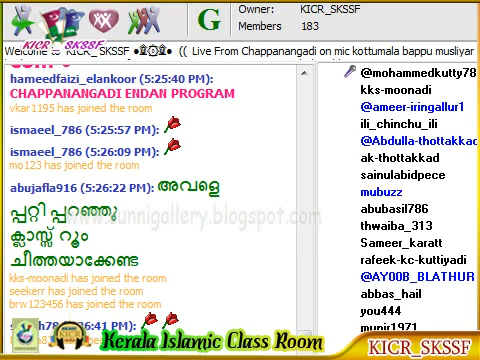 Owner: KICR_SKSSF
Members 183
G
KICR_SKSSF
Welcome to KICR_SKSSF (( Live From Chappanangadi on mic kottumala bappu musliyar
hameedfaizi_elankoor (5:25:40 PM):
CHAPPANANGADI ENDAN PROGRAM
vkar1195 has joined the room
ismaeel_786 (5:25:57 PM):
ismaeel_786 (5:26:09 PM):
mo123 has joined the room
abujafla916 (5:26:22 PM): അവളെ
പ്പറ്റി പ്പറഞ്ഞു
ക്ലാസ്സ് റൂം
ചീത്തയാക്കേണ്ട
kks-moonadi has joined the room
seekerr has joined the room
brw123456 has joined the room
:41 PM):
@mohammedkutty78
kks-moonadi
@ameer-iringallur1
ili_chinchu_ili
@Abdulla-thottakkad
ak-thottakkad
sainulabidpece
mubuzz
abubasil786
thwaiba_313
Sameer_karatt
rafeek-kc-kuttiyadi
@AY00B_BLATHUR
abbas_hail
you444
munir1971
sunnigallery.blogspot.com
Kerala Islamic Class Room
KICR_SKSSF